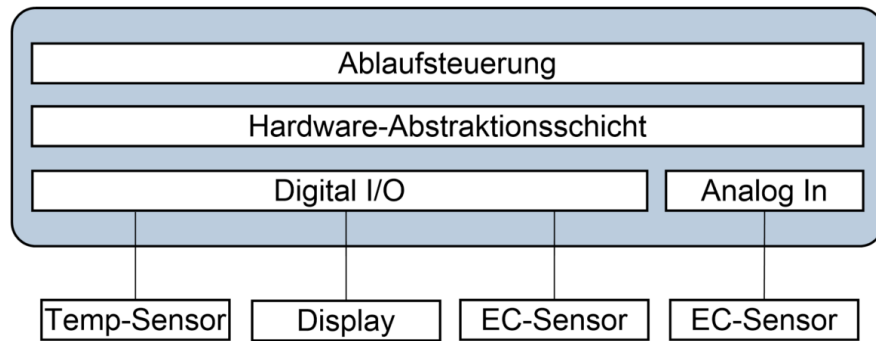 Ablaufsteuerung
Hardware-Abstraktionsschicht
Digital I/O Analog In
Temp-Sensor Display EC-Sensor EC-Sensor